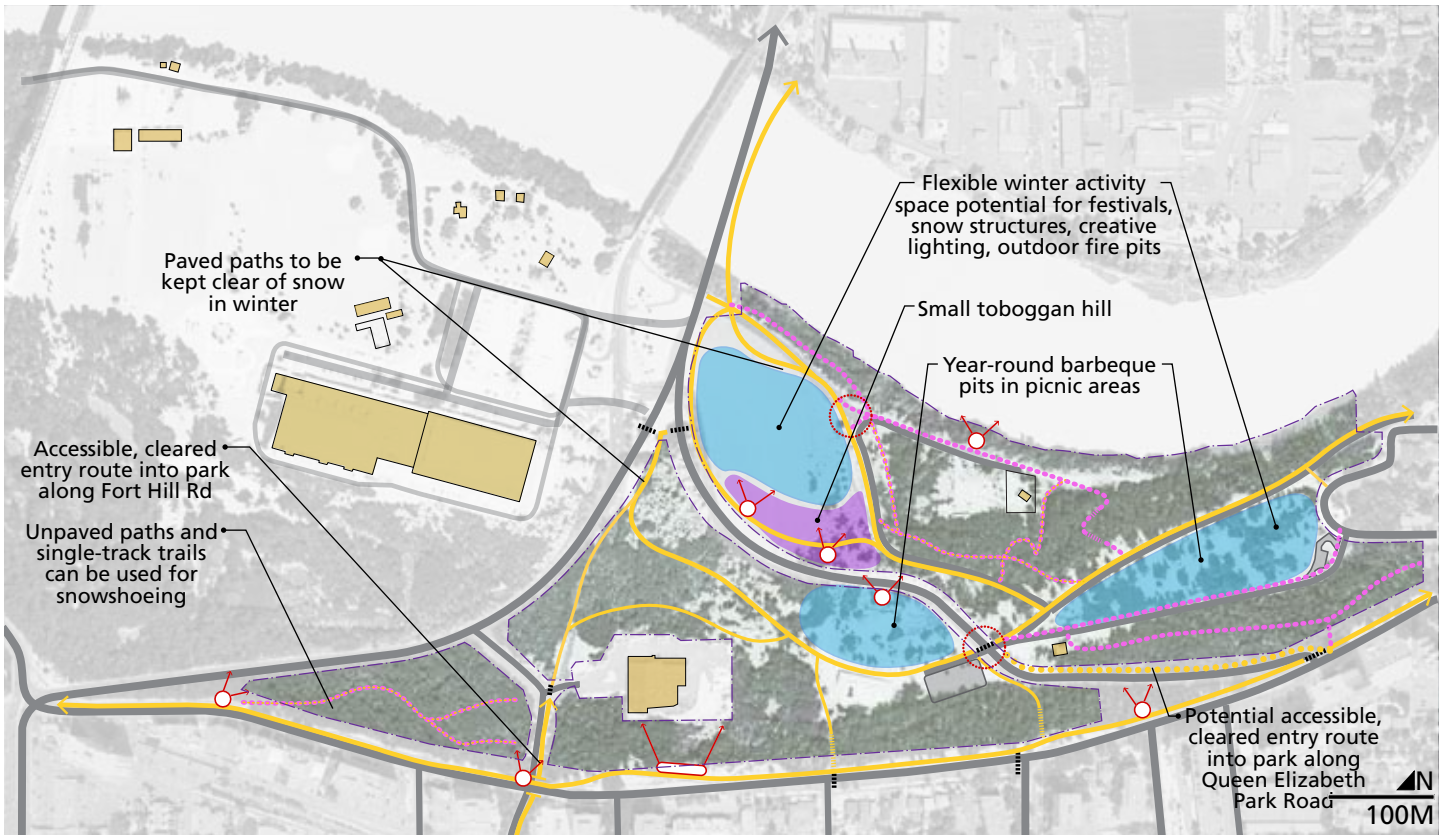 Flexible winter activity
space potential for festivals,
snow structures, creative
lighting, outdoor fire pits
Paved paths to be
kept clear of snow
in winter
Small toboggan hill
Year-round barbeque
pits in picnic areas
Accessible, cleared
entry route into park
along Fort Hill Rd
Unpaved paths and
single-track trails
can be used for
snowshoeing
Potential accessible,
cleared entry route
into park along
Queen Elizabeth
Park Road
N
100M